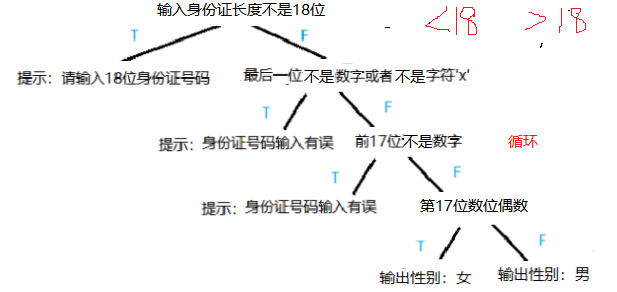 输入身份证长度不是18位
<18 >18
T F
提示：请输入18位身份证号码
最后一位不是数字或者不是字符'x'
T F
提示：身份证号码输入有误
前17位不是数字
循环
T F
提示：身份证号码输入有误
第17位数位偶数
T F
输出性别：女
输出性别：男